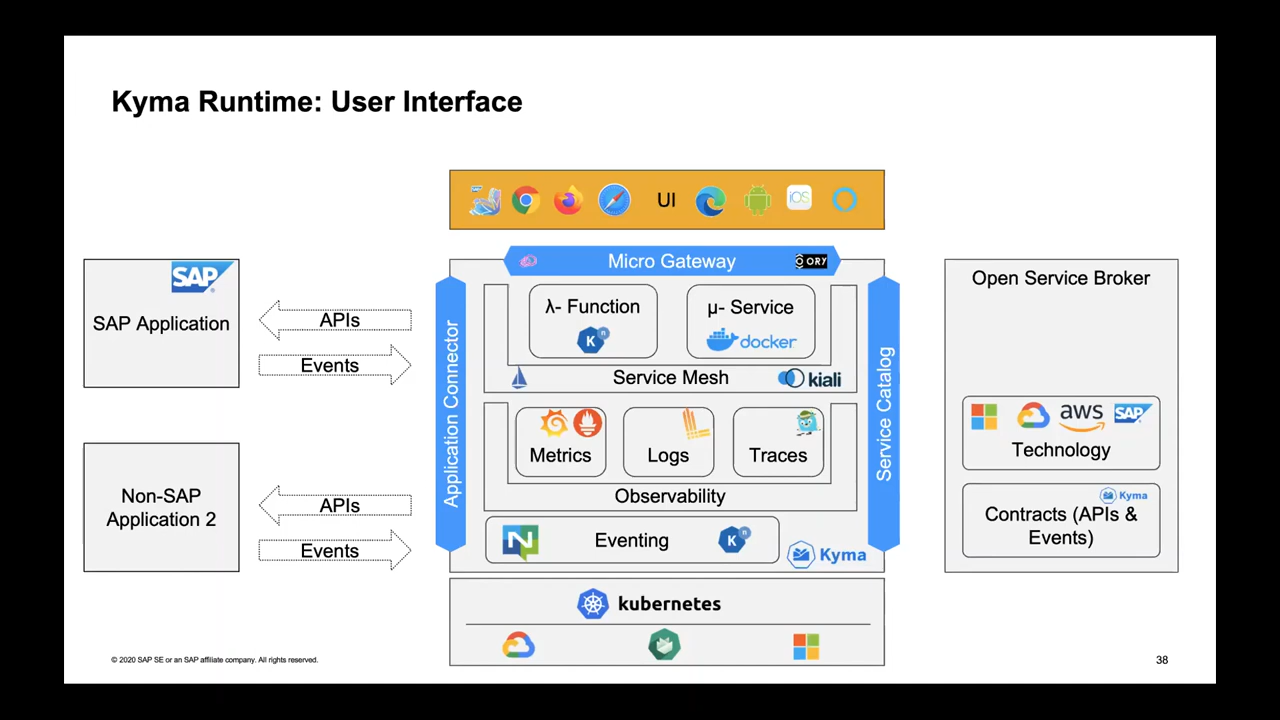 Kyma Runtime: User Interface
UI
iOS
Micro Gateway
ORY
SAP
SAP Application
APIs
Events
Non-SAP
Application 2
APIs
Events
Application Connector
λ- Function
K
n
μ- Service
docker
Service Mesh
kiali
Metrics
Logs
Traces
Observability
N
Eventing
K
n
Kyma
Service Catalog
Open Service Broker
aws
SAP
Technology
Kyma
Contracts (APIs &
Events)
kubernetes
© 2020 SAP SE or an SAP affiliate company. All rights reserved.
38